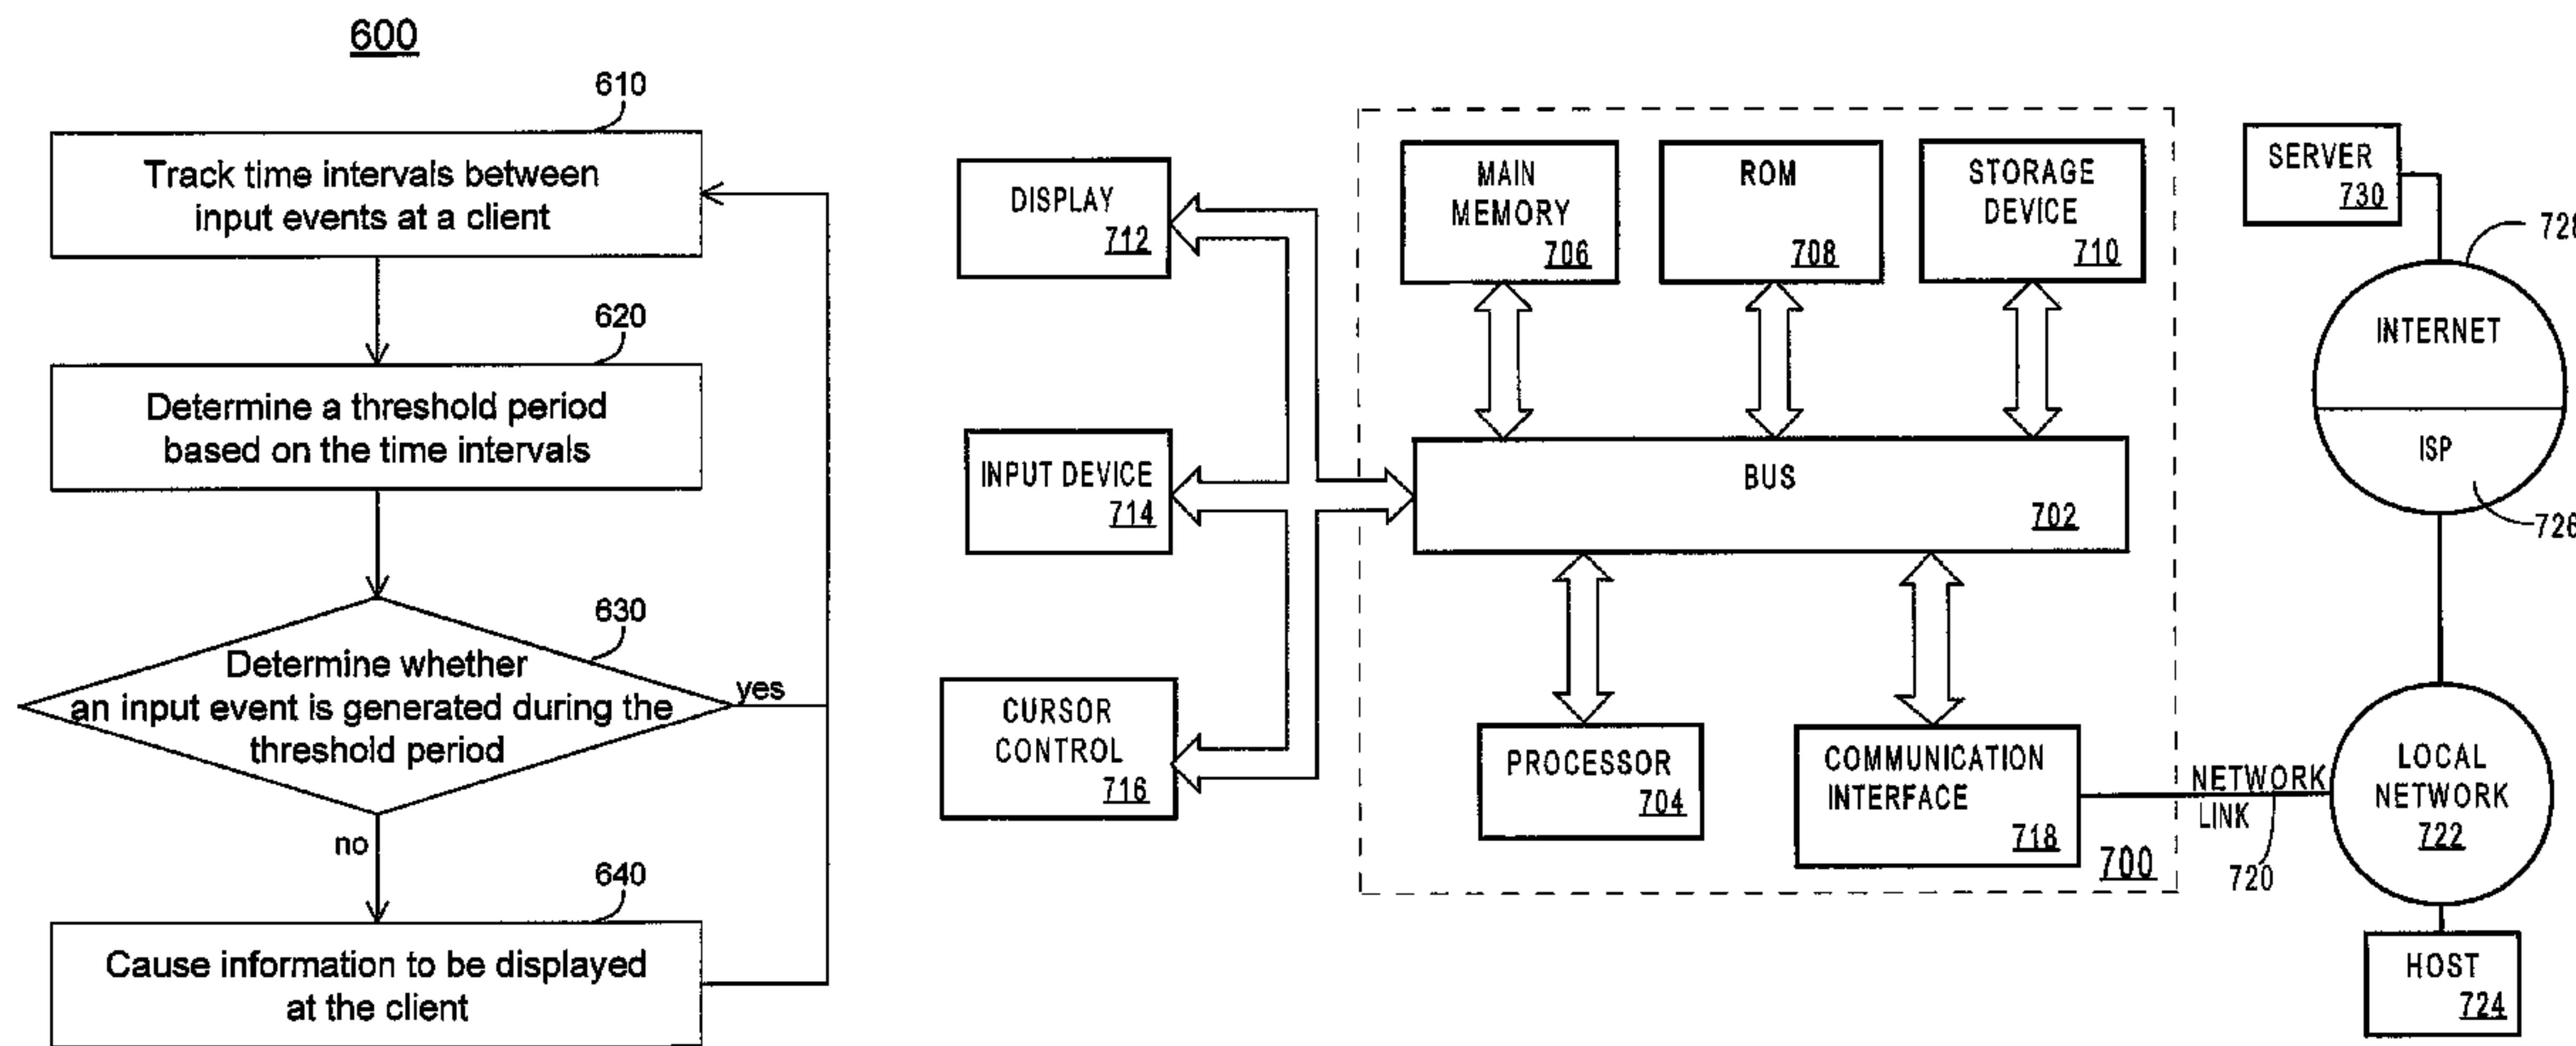 600
610
Track time intervals between
input events at a client
620
Determine a threshold period
based on the time intervals
630
Determine whether
an input event is generated during the
threshold period
yes
no
640
Cause information to be displayed
at the client
DISPLAY
712
INPUT DEVICE
714
CURSOR
CONTROL
716
MAIN
MEMORY
706
ROM
708
STORAGE
DEVICE
710
BUS
702
PROCESSOR
704
COMMUNICATION
INTERFACE
718
700
NETWORK
LINK
720
SERVER
730
INTERNET
ISP
726
LOCAL
NETWORK
722
HOST
724